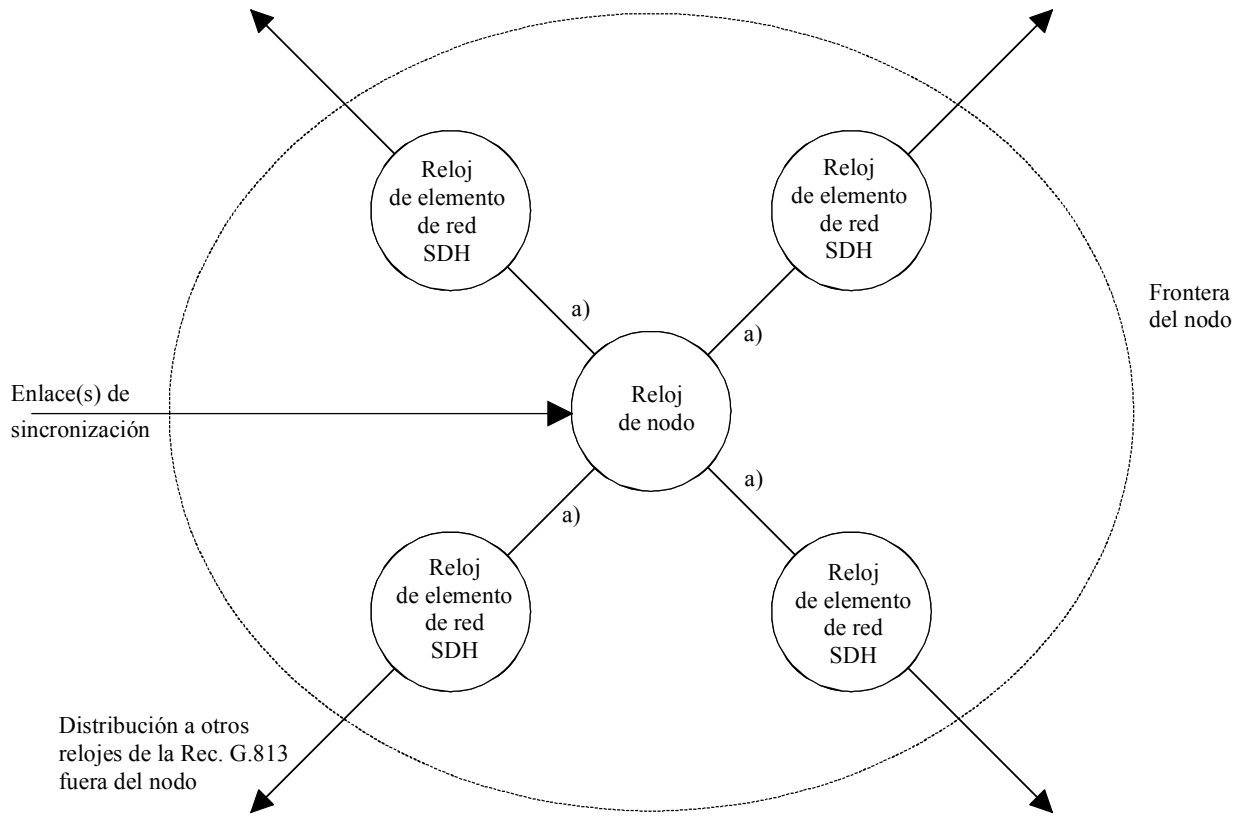 Reloj
de elemento
de red
SDH
Reloj
de elemento
de red
SDH
a)
a)
Frontera
del nodo
Enlace(s) de
sincronización
Reloj
de nodo
a)
a)
Reloj
de elemento
de red
SDH
Reloj
de elemento
de red
SDH
Distribución a otros
relojes de la Rec. G.813
fuera del nodo